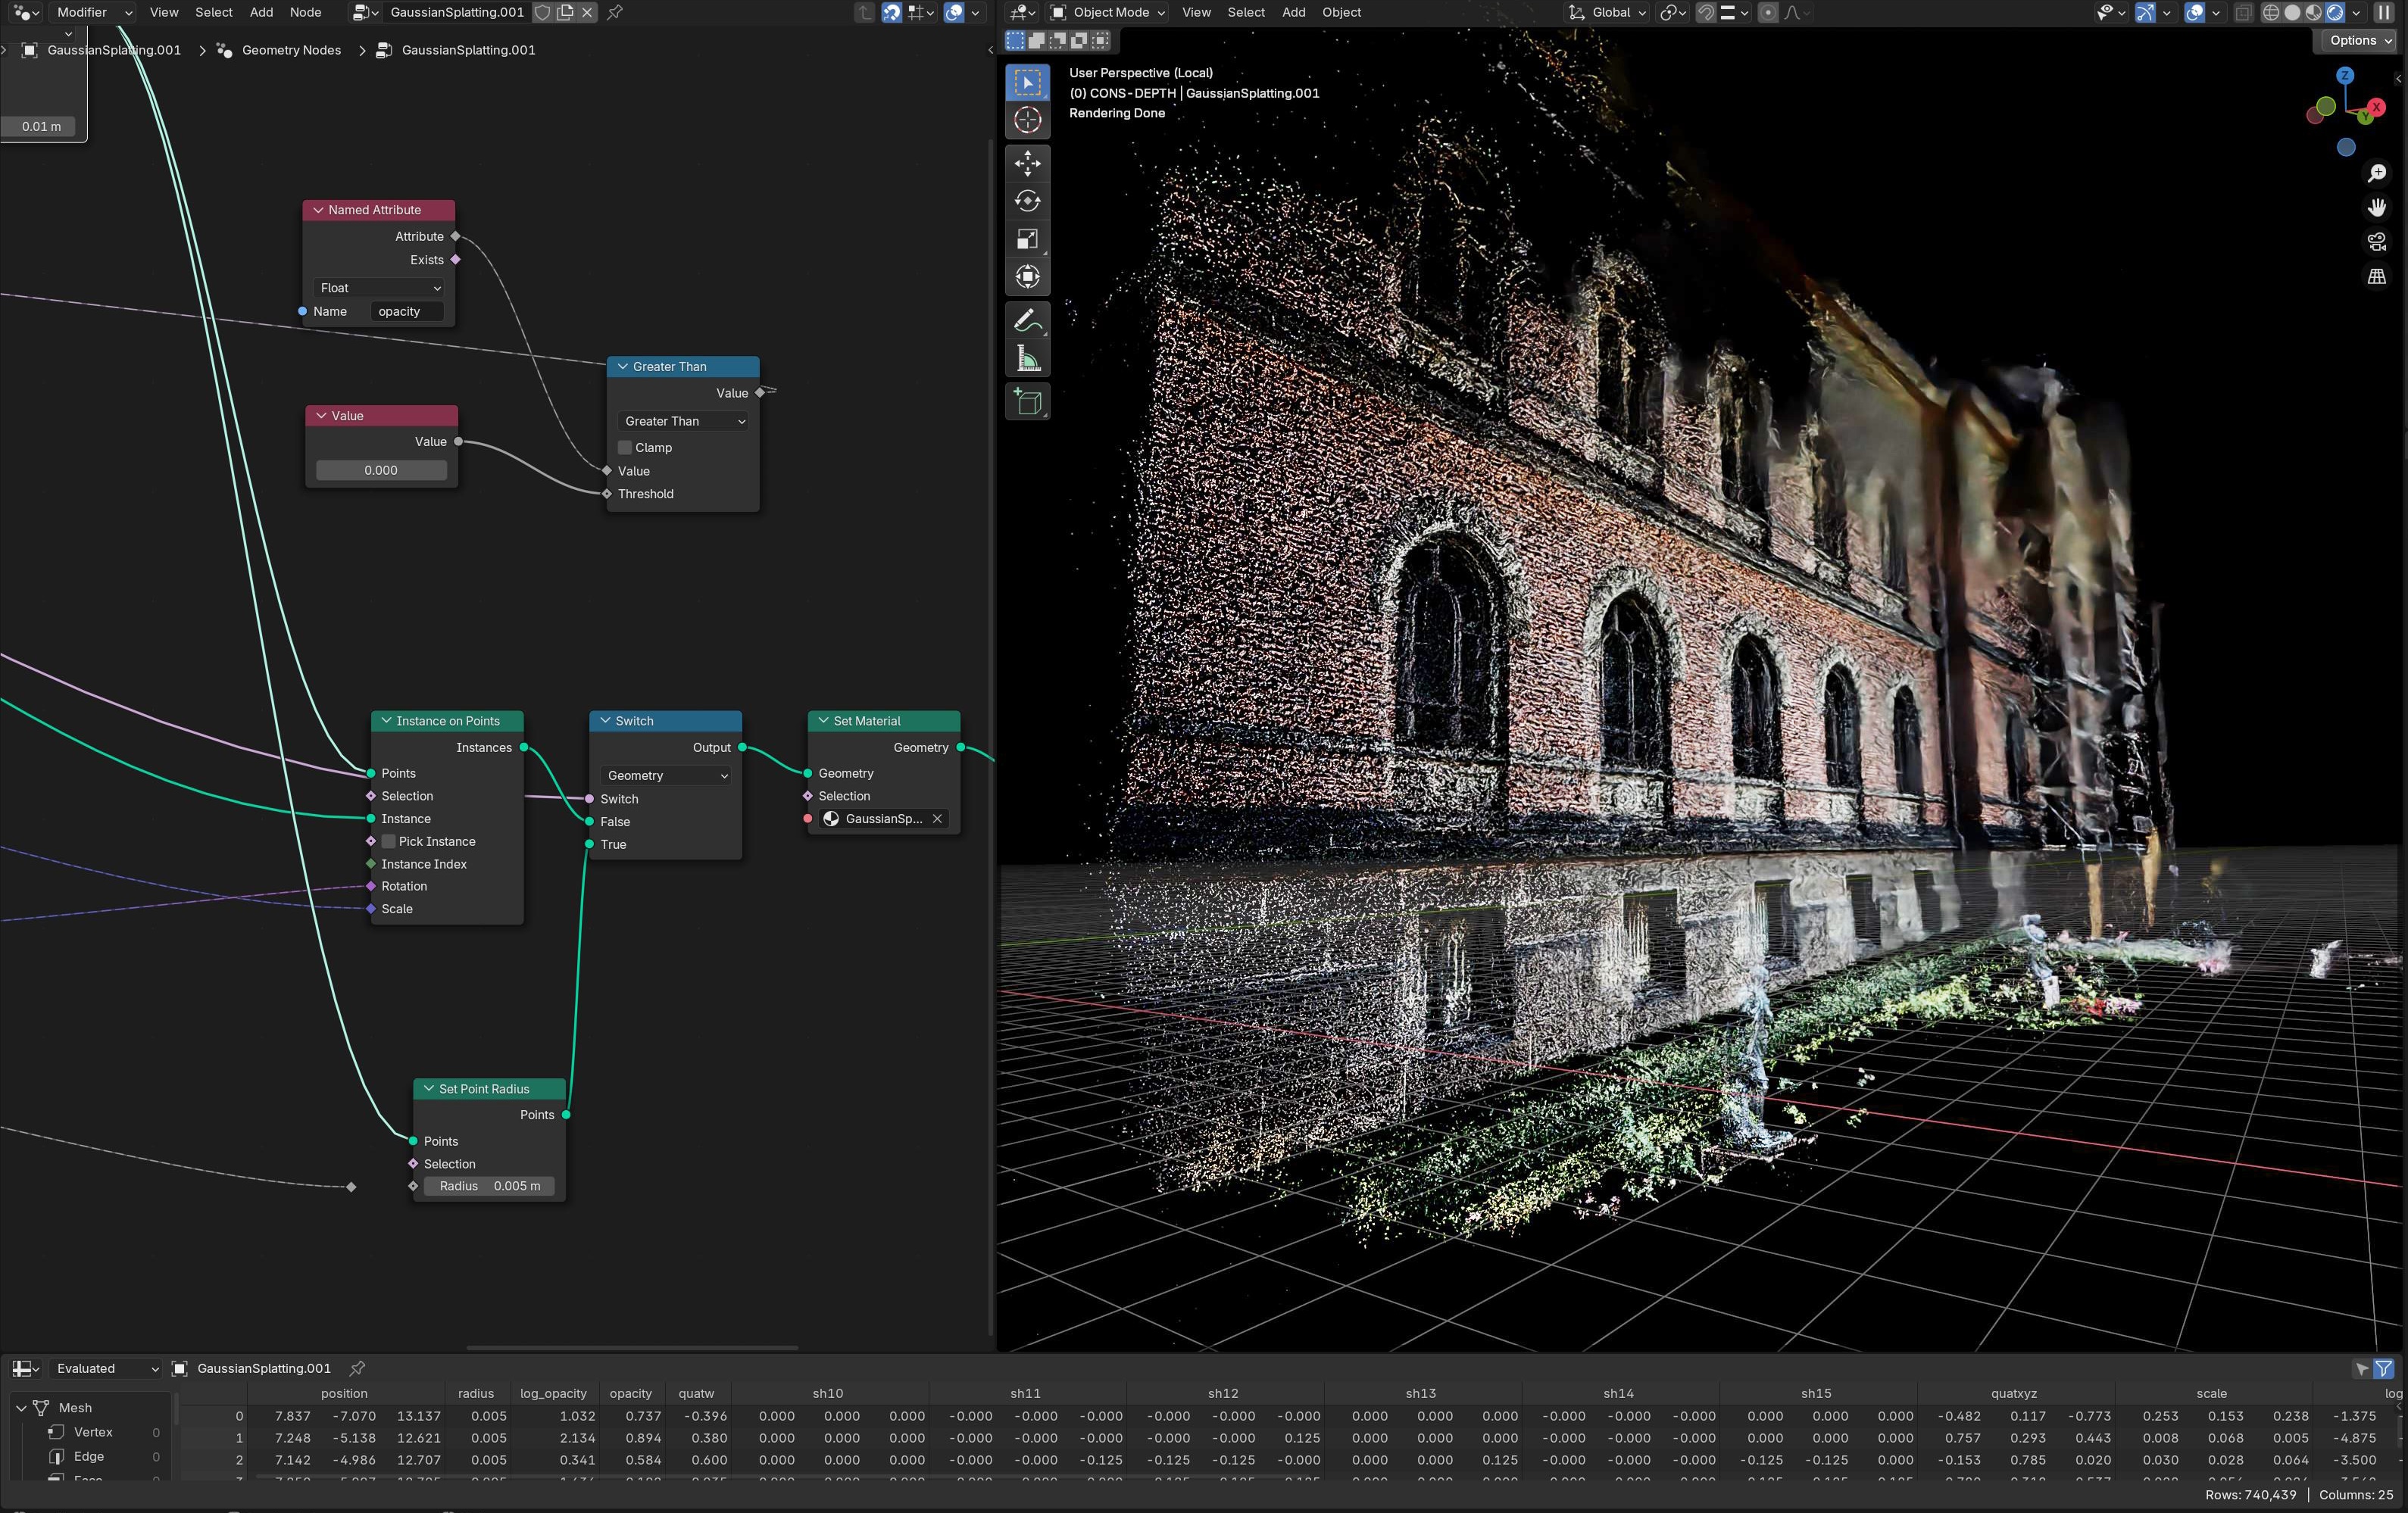 Modifier View Select Add Node GaussianSplatting.001
GaussianSplatting.001 > Geometry Nodes > GaussianSplatting.001
0.01 m
Named Attribute
Attribute
Exists
Float
Name opacity
Value
Value
0.000
Greater Than
Value
Greater Than
Clamp
Value
Threshold
Instance on Points
Instances
Points
Selection
Instance
Pick Instance
Instance Index
Rotation
Scale
Switch
Output
Geometry
Switch
False
True
Set Material
Geometry
Geometry
Selection
GaussianSp...
Set Point Radius
Points
Points
Selection
Radius 0.005 m
Object Mode View Select Add Object Global
Options
User Perspective (Local)
(0) CONS-DEPTH | GaussianSplatting.001
Rendering Done
Z
X
Y
Evaluated GaussianSplatting.001
Mesh
Vertex 0
Edge 0
position radius log_opacity opacity quatw sh10 sh11 sh12 sh13 sh14 sh15 quatxyz scale log
0 7.837 -7.070 13.137 0.005 1.032 0.737 -0.396 0.000 0.000 0.000 -0.000 -0.000 -0.000 -0.000 -0.000 -0.000 0.000 0.000 0.000 -0.000 -0.000 -0.000 0.000 0.000 0.000 -0.482 0.117 -0.773 0.253 0.153 0.238 -1.375
1 7.248 -5.138 12.621 0.005 2.134 0.894 0.380 0.000 0.000 0.000 -0.000 -0.000 -0.000 -0.000 -0.000 0.125 0.000 0.000 0.000 -0.000 -0.000 -0.000 0.000 0.000 0.000 0.757 0.293 0.443 0.008 0.068 0.005 -4.875
2 7.142 -4.986 12.707 0.005 0.341 0.584 0.600 0.000 0.000 0.000 -0.000 -0.000 -0.125 -0.125 -0.125 -0.000 0.000 0.000 0.125 -0.000 -0.000 -0.000 -0.125 -0.125 0.000 -0.153 0.785 0.020 0.030 0.028 0.064 -3.500
Rows: 740,439 | Columns: 25